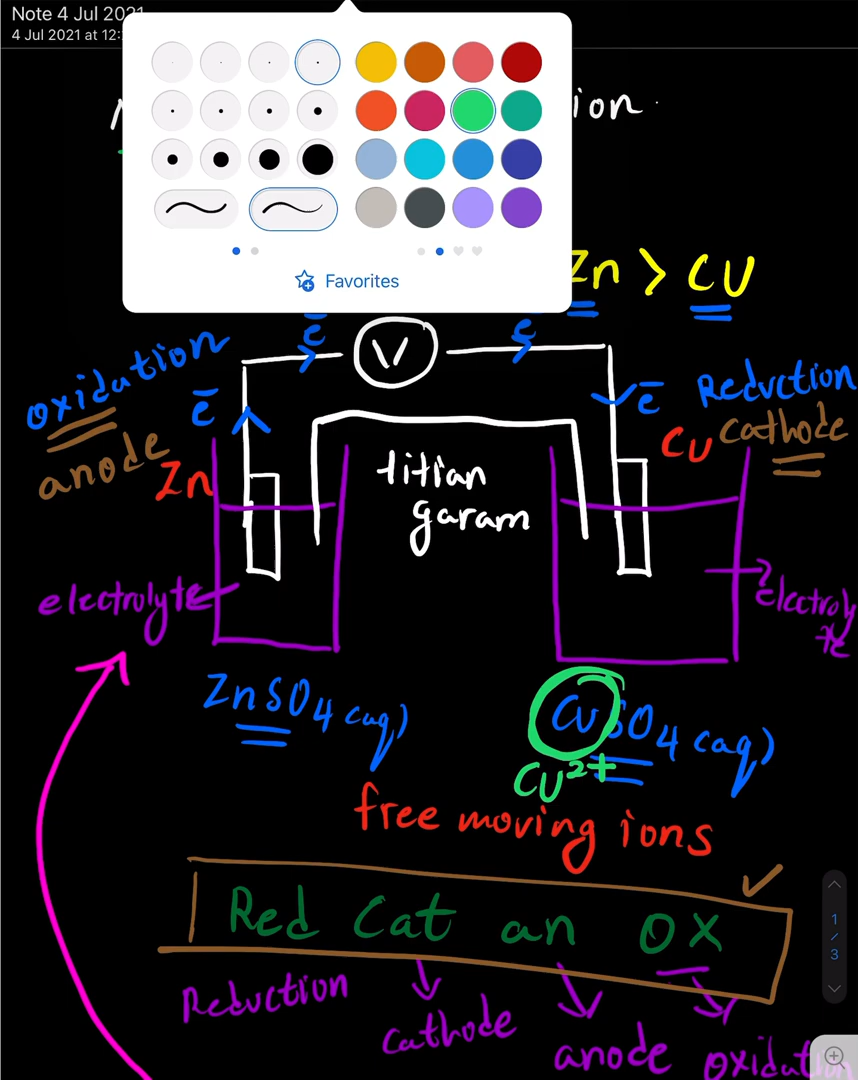 Note 4 Jul 2021
4 Jul 2021 at 12:
ion
Favorites
Zn > Cu
ē
ē
V
oxidation
ē
ē
Reduction
anode
Zn
Cu
cathode
titian
garam
electrolyte
electroly
te
ZnSO4 (aq)
CuSO4 (aq)
Cu²+
free moving ions
Red Cat an OX
1
/
3
Reduction
cathode
anode
oxidation